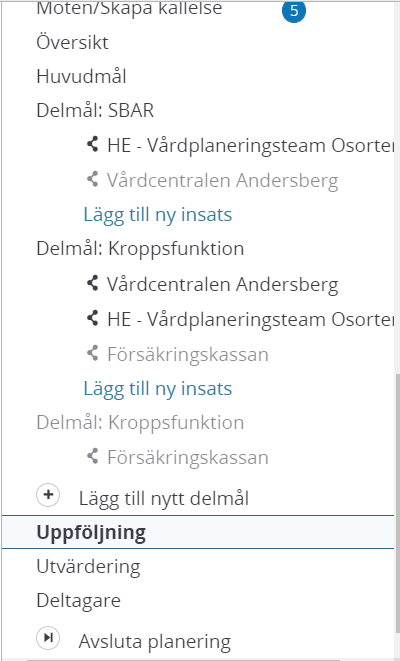 Möten/Skapa kallelse 5
Översikt
Huvudmål
Delmål: SBAR
HE - Vårdplaneringsteam Osorter
Vårdcentralen Andersberg
Lägg till ny insats
Delmål: Kroppsfunktion
Vårdcentralen Andersberg
HE - Vårdplaneringsteam Osorter
Försäkringskassan
Lägg till ny insats
Delmål: Kroppsfunktion
Försäkringskassan
Lägg till nytt delmål
Uppföljning
Utvärdering
Deltagare
Avsluta planering